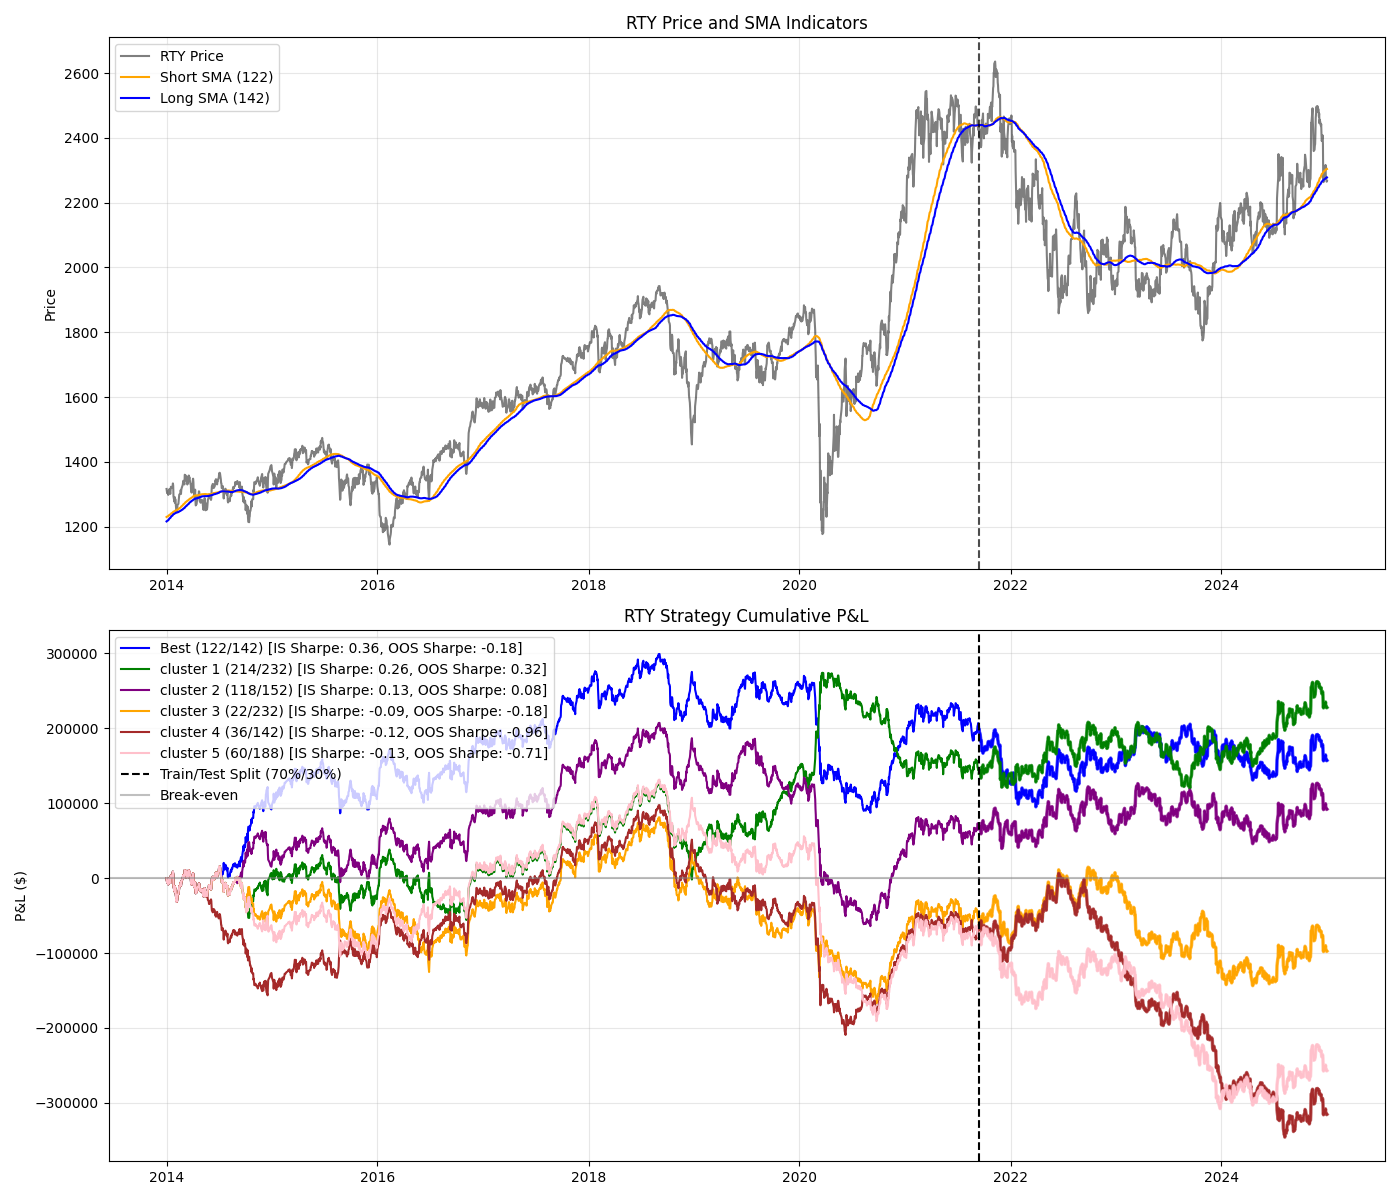 RTY Price and SMA Indicators
RTY Price
Short SMA (122)
Long SMA (142)
Price
2600
2400
2200
2000
1800
1600
1400
1200
2014
2016
2018
2020
2022
2024
RTY Strategy Cumulative P&L
Best (122/142) [IS Sharpe: 0.36, OOS Sharpe: -0.18]
cluster 1 (214/232) [IS Sharpe: 0.26, OOS Sharpe: 0.32]
cluster 2 (118/152) [IS Sharpe: 0.13, OOS Sharpe: 0.08]
cluster 3 (22/232) [IS Sharpe: -0.09, OOS Sharpe: -0.18]
cluster 4 (36/142) [IS Sharpe: -0.12, OOS Sharpe: -0.96]
cluster 5 (60/188) [IS Sharpe: -0.13, OOS Sharpe: -0.71]
Train/Test Split (70%/30%)
Break-even
P&L ($)
300000
200000
100000
0
−100000
−200000
−300000
2014
2016
2018
2020
2022
2024